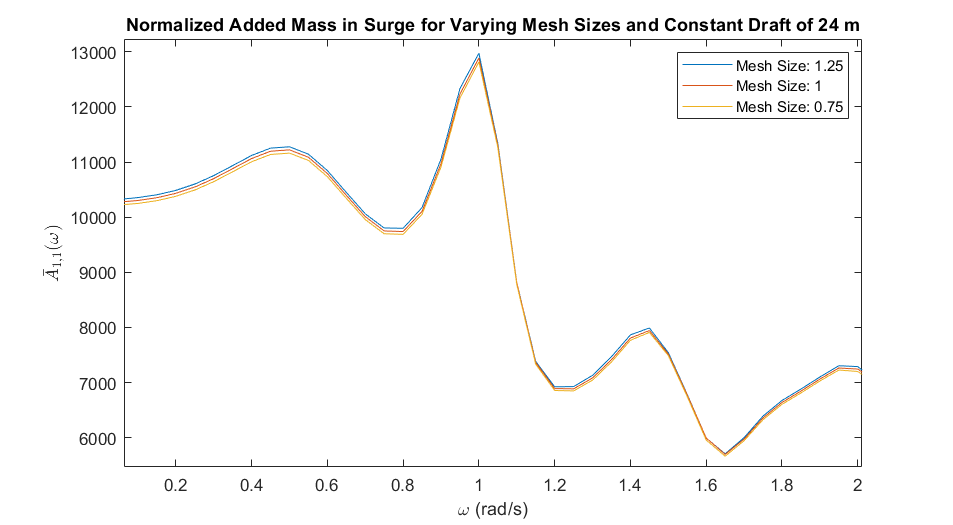 Normalized Added Mass in Surge for Varying Mesh Sizes and Constant Draft of 24 m
Mesh Size: 1.25
Mesh Size: 1
Mesh Size: 0.75
13000
12000
11000
10000
9000
8000
7000
6000
Ā₁,₁(ω)
0.2 0.4 0.6 0.8 1 1.2 1.4 1.6 1.8 2
ω (rad/s)